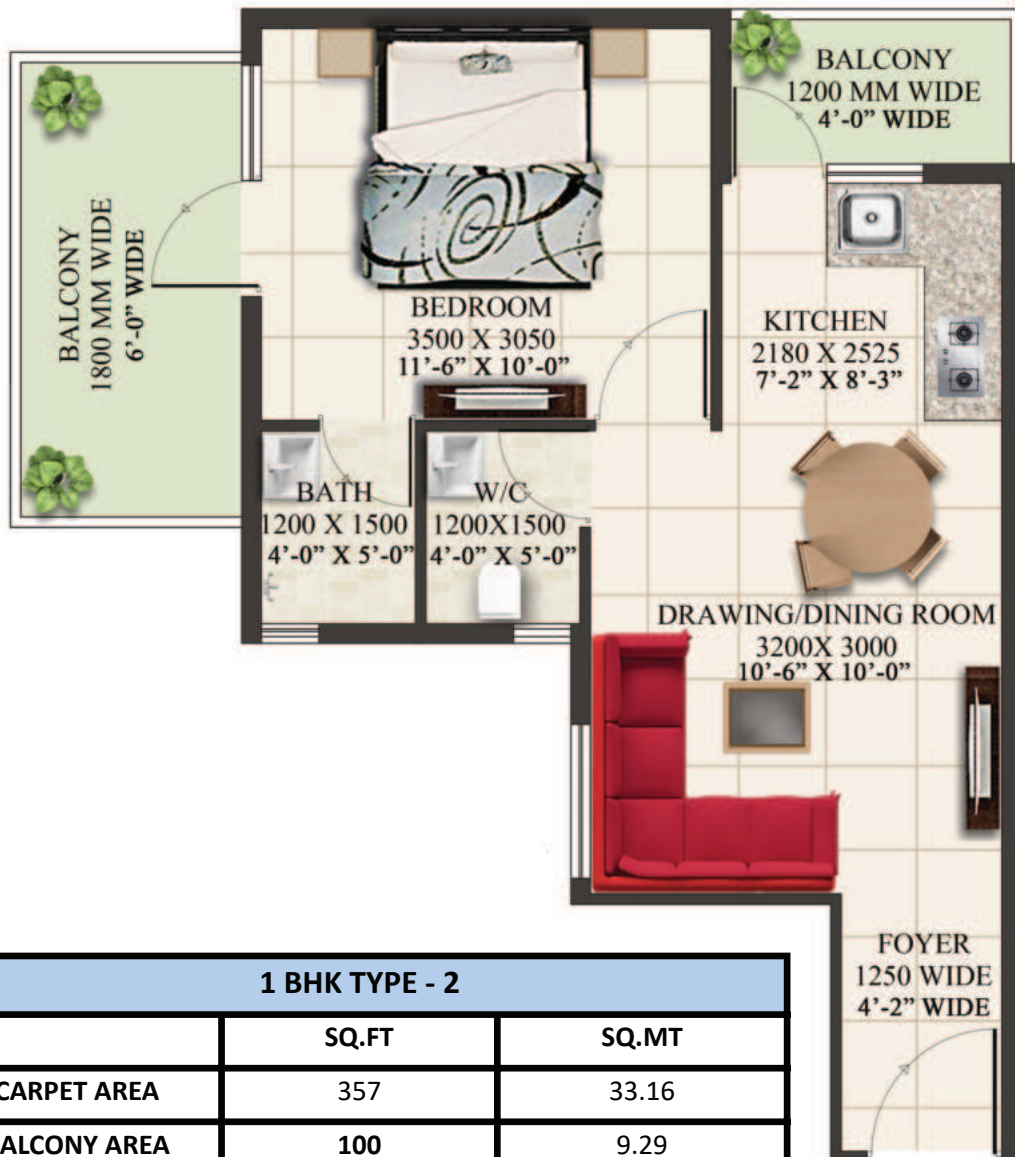 BALCONY
1200 MM WIDE
4’-0” WIDE
BALCONY
1800 MM WIDE
6’-0” WIDE
BEDROOM
3500 X 3050
11’-6” X 10’-0”
KITCHEN
2180 X 2525
7’-2” X 8’-3”
BATH
1200 X 1500
4’-0” X 5’-0”
W/C
1200X1500
4’-0” X 5’-0”
DRAWING/DINING ROOM
3200X 3000
10’-6” X 10’-0”
FOYER
1250 WIDE
4’-2” WIDE
1 BHK TYPE - 2
SQ.FT SQ.MT
CARPET AREA 357 33.16
ALCONY AREA 100 9.29